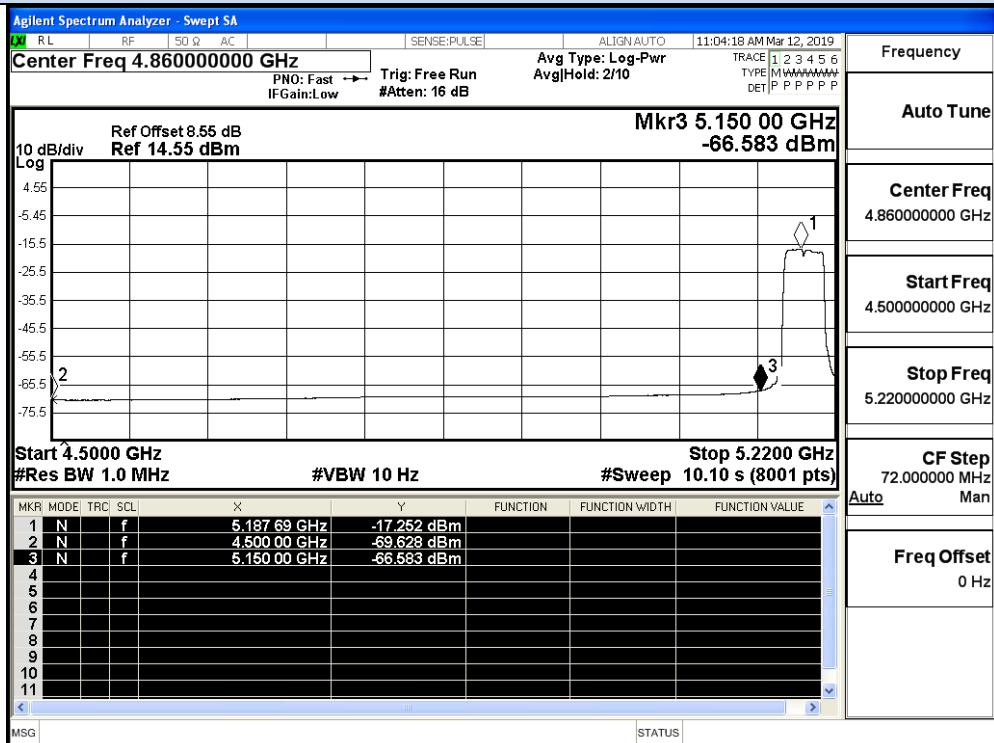 Agilent Spectrum Analyzer - Swept SA
LXI RL RF 50 Ω AC SENSE:PULSE ALIGN AUTO 11:04:18 AM Mar 12, 2019
Center Freq 4.860000000 GHz
PNO: Fast
IFGain:Low
Trig: Free Run
#Atten: 16 dB
Avg Type: Log-Pwr
Avg|Hold: 2/10
TRACE 1 2 3 4 5 6
TYPE M
DET P P P P P P
Ref Offset 8.55 dB
10 dB/div Ref 14.55 dBm
Log
Mkr3 5.150 00 GHz
-66.583 dBm
4.55
-5.45
-15.5
-25.5
-35.5
-45.5
-55.5
-65.5
-75.5
1
2
3
Start 4.5000 GHz Stop 5.2200 GHz
#Res BW 1.0 MHz #VBW 10 Hz #Sweep 10.10 s (8001 pts)
MKR MODE TRC SCL X Y FUNCTION FUNCTION WIDTH FUNCTION VALUE
1 N f 5.187 69 GHz -17.252 dBm
2 N f 4.500 00 GHz -69.628 dBm
3 N f 5.150 00 GHz -66.583 dBm
4
5
6
7
8
9
10
11
MSG STATUS
Frequency
Auto Tune
Center Freq
4.860000000 GHz
Start Freq
4.500000000 GHz
Stop Freq
5.220000000 GHz
CF Step
72.000000 MHz
Auto Man
Freq Offset
0 Hz